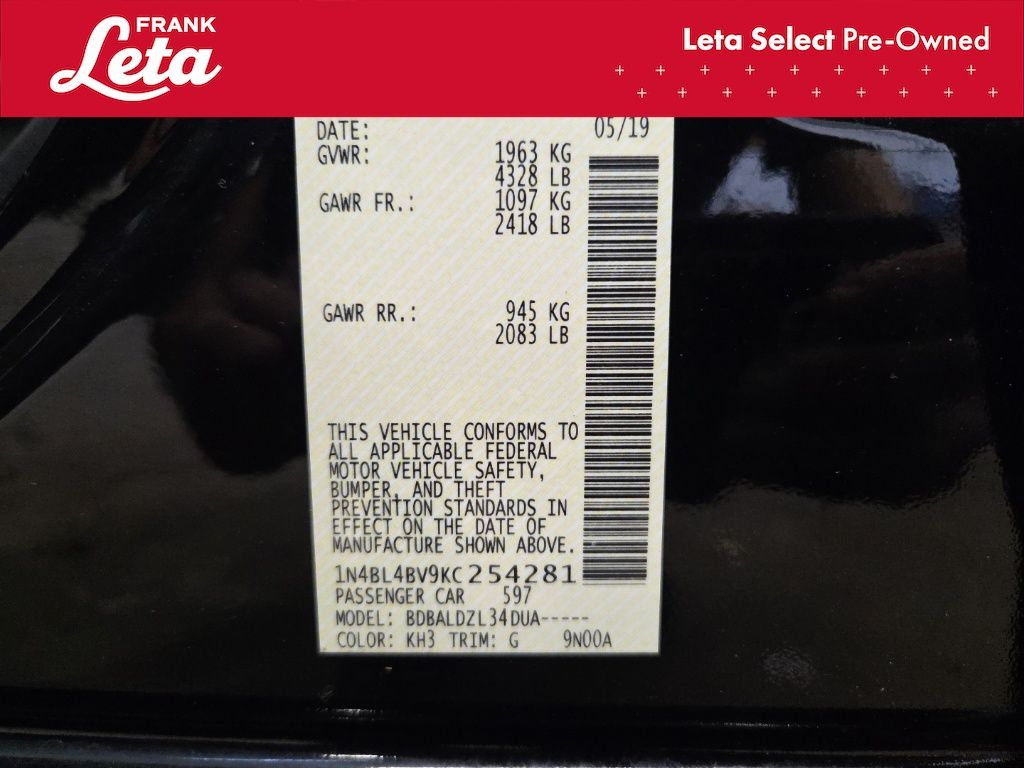 FRANK
Leta
Leta Select Pre-Owned
DATE: 05/19
GVWR: 1963 KG
4328 LB
GAWR FR.: 1097 KG
2418 LB
GAWR RR.: 945 KG
2083 LB
THIS VEHICLE CONFORMS TO
ALL APPLICABLE FEDERAL
MOTOR VEHICLE SAFETY,
BUMPER, AND THEFT
PREVENTION STANDARDS IN
EFFECT ON THE DATE OF
MANUFACTURE SHOWN ABOVE.
1N4BL4BV9KC254281
PASSENGER CAR 597
MODEL: BDBALDZL34DUA-----
COLOR: KH3 TRIM: G 9N00A